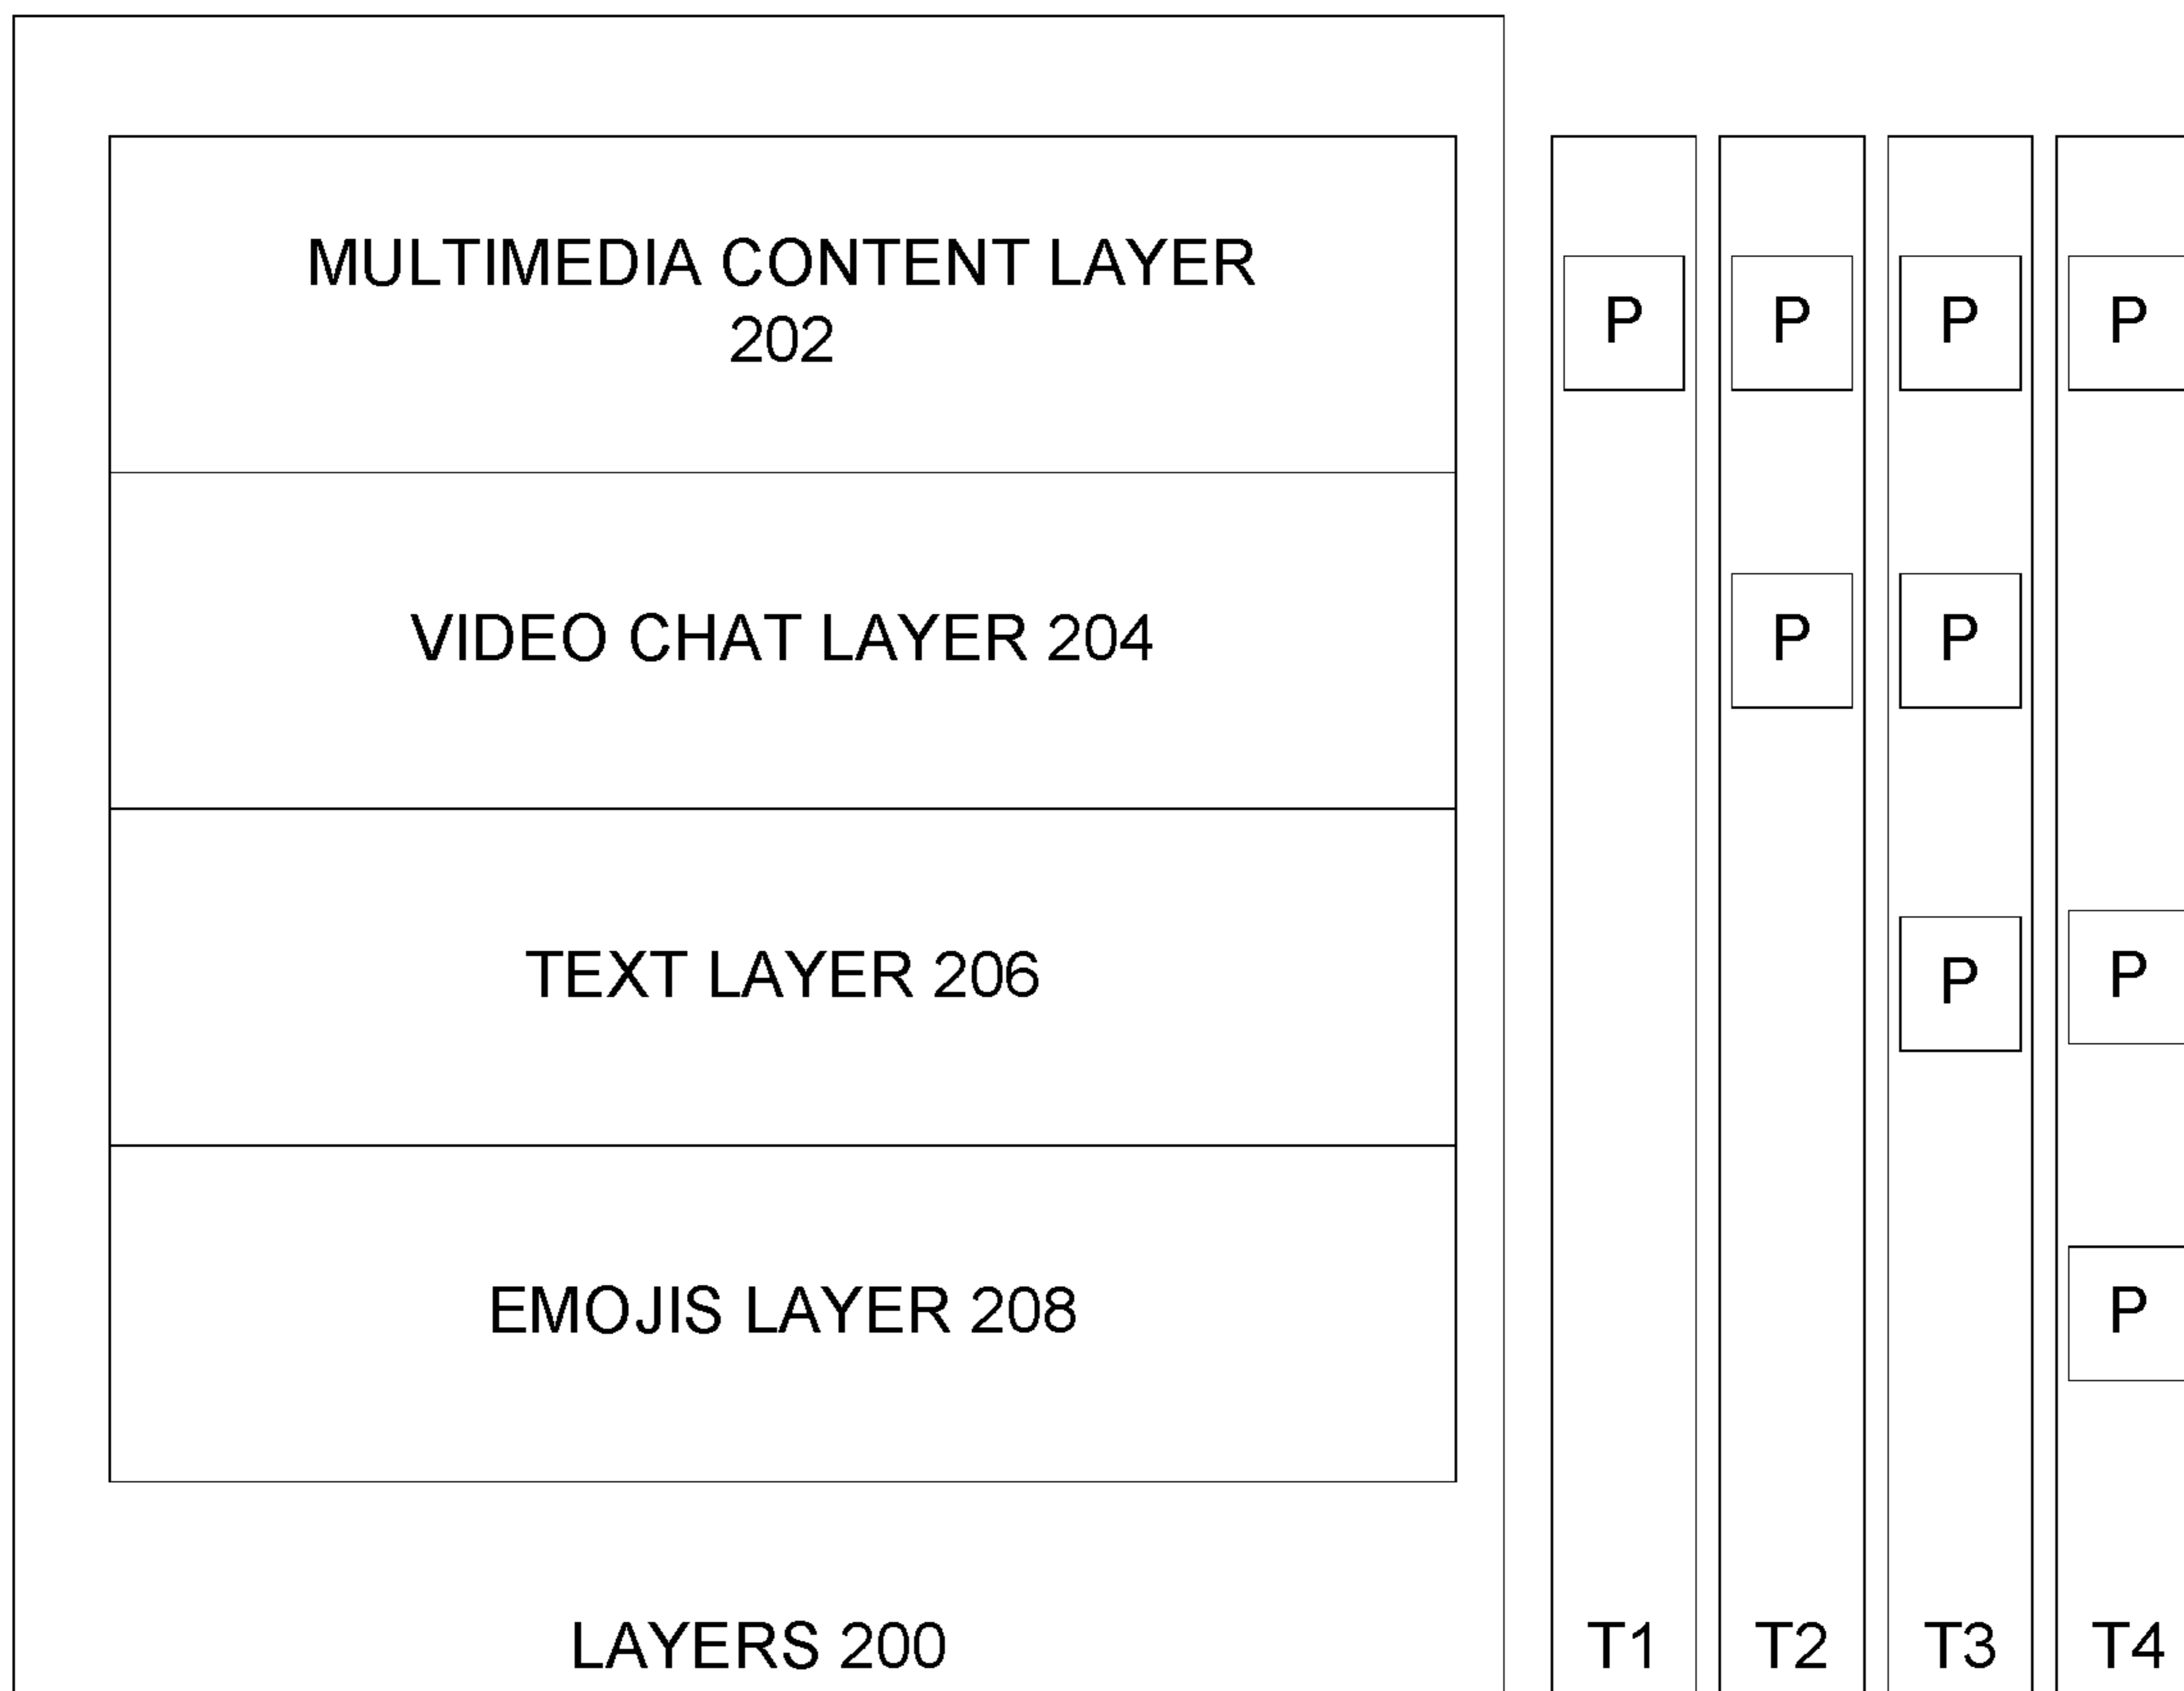 MULTIMEDIA CONTENT LAYER
202
P P P P
VIDEO CHAT LAYER 204
P P
TEXT LAYER 206
P P
EMOJIS LAYER 208
P
LAYERS 200
T1 T2 T3 T4